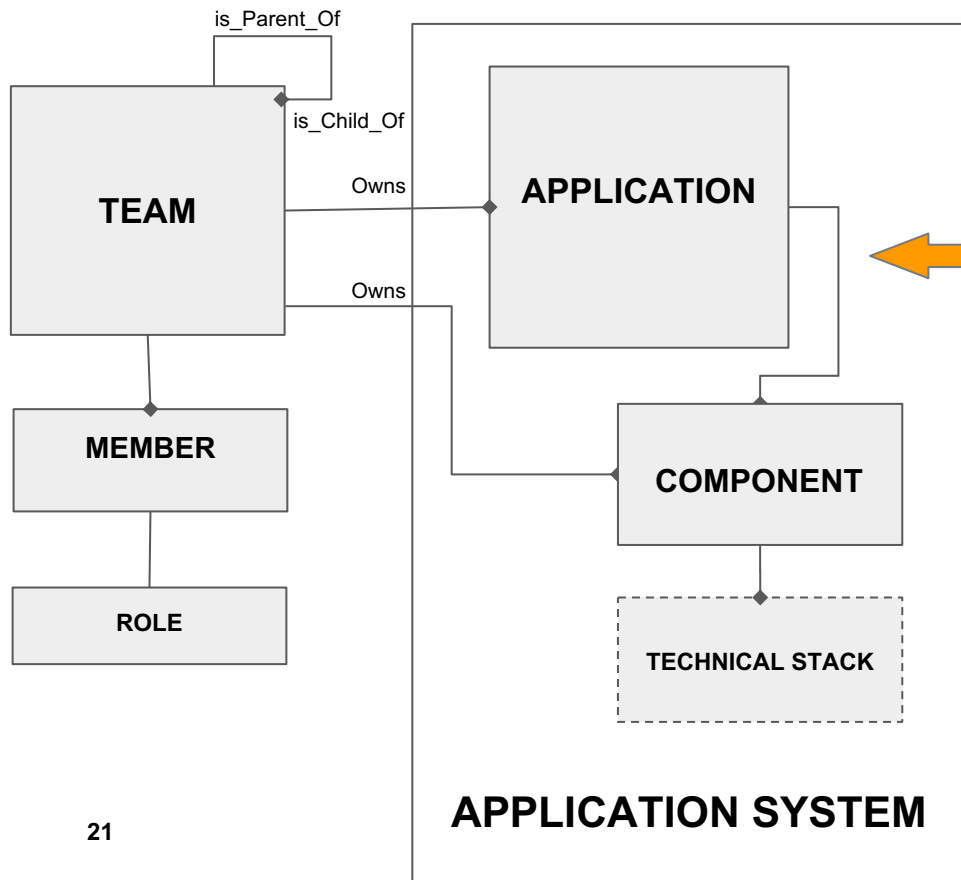 is_Parent_Of
is_Child_Of
TEAM
Owns
APPLICATION
Owns
MEMBER
COMPONENT
ROLE
TECHNICAL STACK
APPLICATION SYSTEM
21